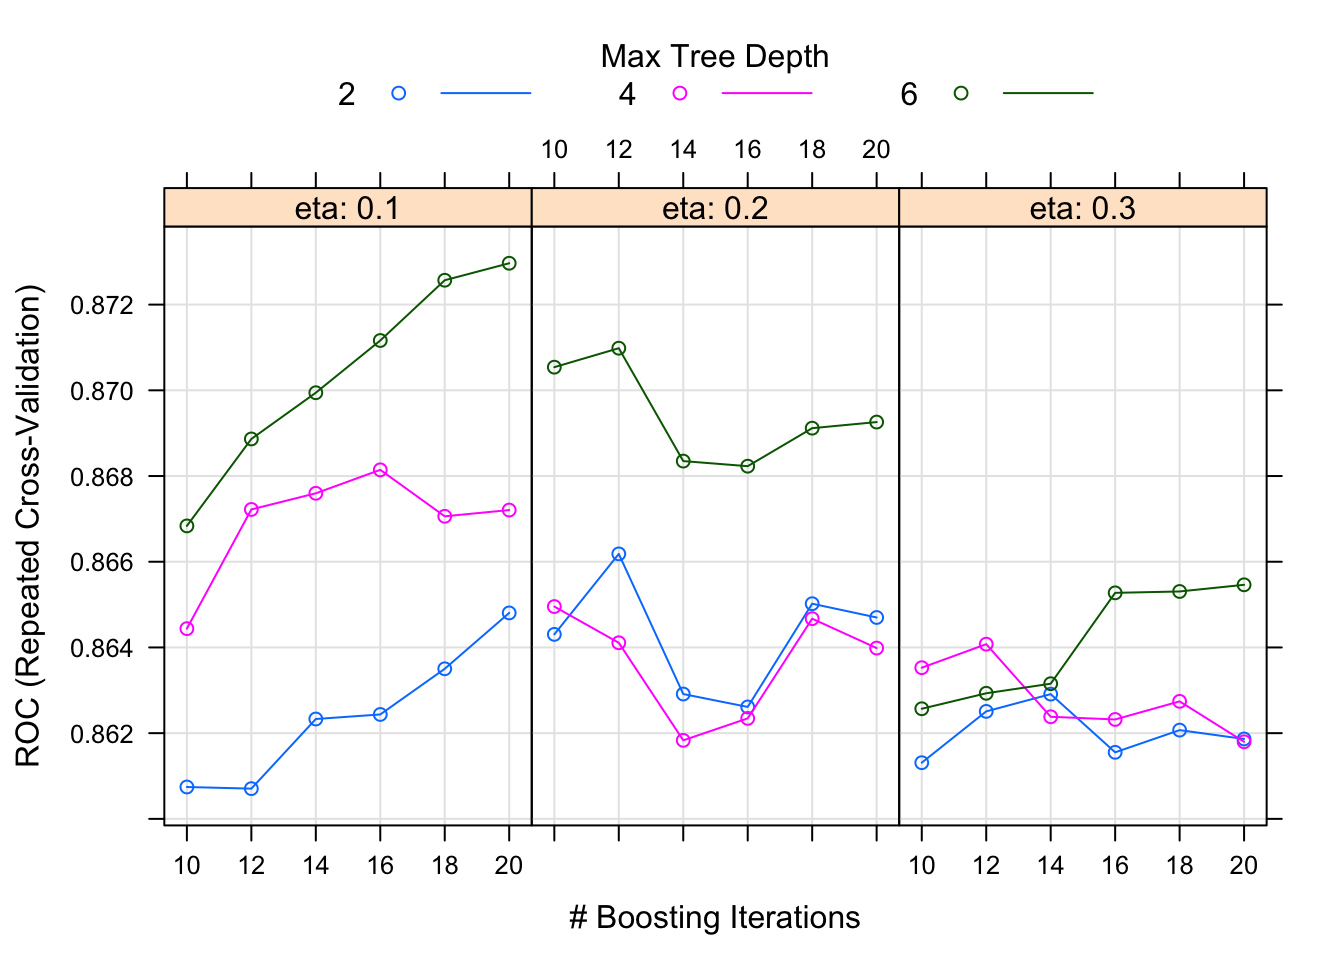 Max Tree Depth
2 4 6
10 12 14 16 18 20
eta: 0.1 eta: 0.2 eta: 0.3
ROC (Repeated Cross-Validation)
0.872
0.870
0.868
0.866
0.864
0.862
10 12 14 16 18 20 10 12 14 16 18 20
# Boosting Iterations